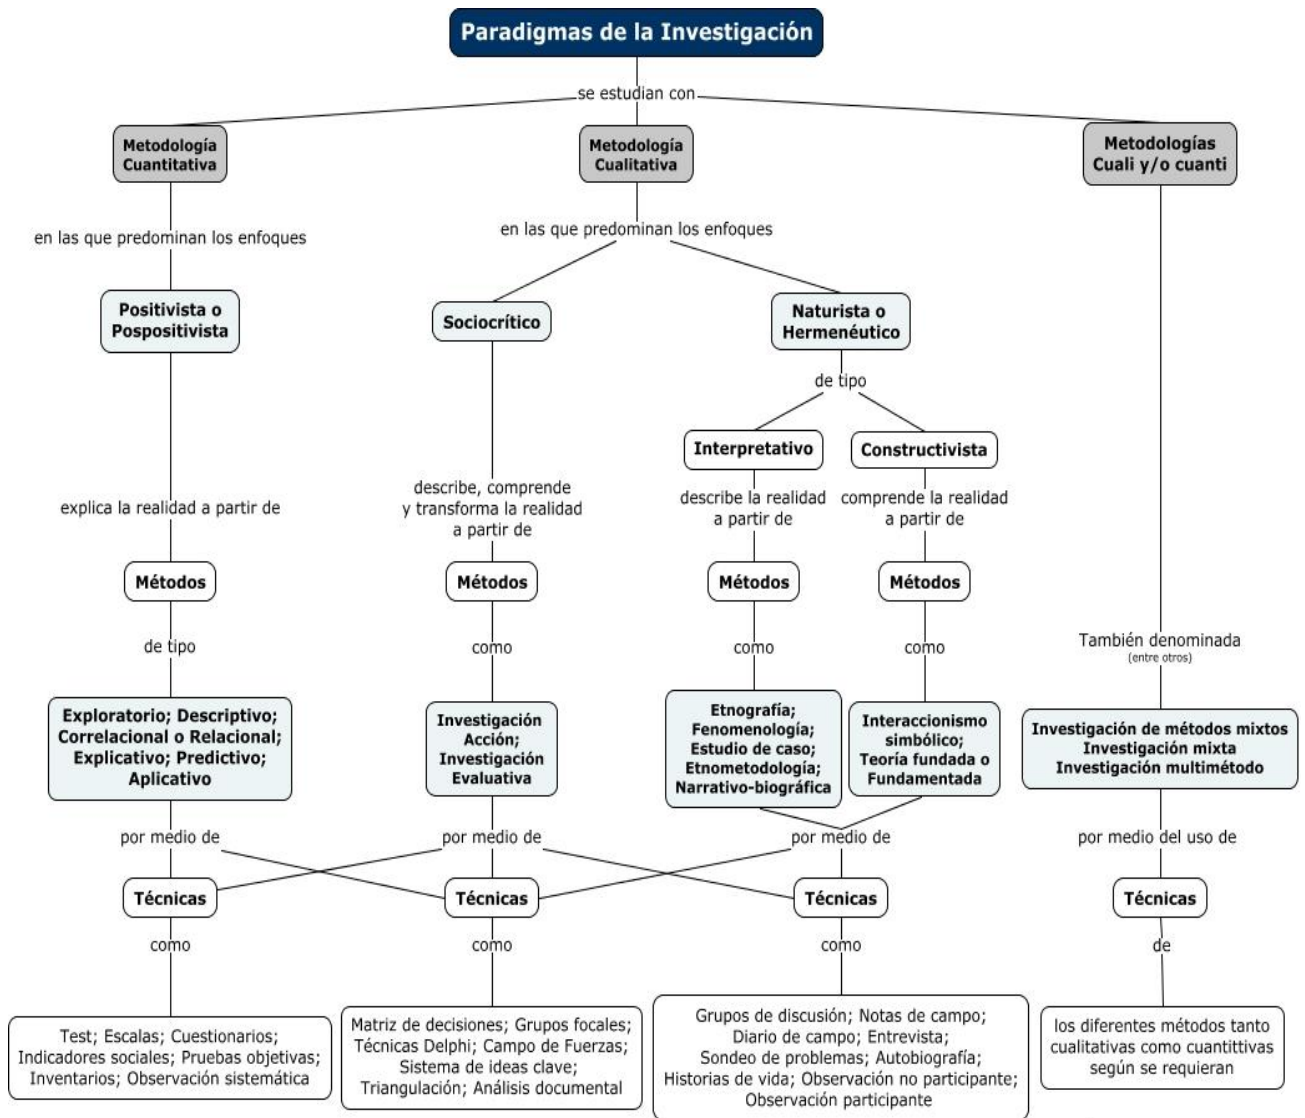 Paradigmas de la Investigación
se estudian con
Metodología
Cuantitativa
Metodología
Cualitativa
Metodologías
Cuali y/o cuanti
en las que predominan los enfoques
en las que predominan los enfoques
Positivista o
Pospositivista
Sociocrítico
Naturista o
Hermenéutico
de tipo
Interpretativo
Constructivista
explica la realidad a partir de
describe, comprende
y transforma la realidad
a partir de
describe la realidad
a partir de
comprende la realidad
a partir de
Métodos
Métodos
Métodos
Métodos
de tipo
como
como
como
También denominada
(entre otros)
Exploratorio; Descriptivo;
Correlacional o Relacional;
Explicativo; Predictivo;
Aplicativo
Investigación
Acción;
Investigación
Evaluativa
Etnografía;
Fenomenología;
Estudio de caso;
Etnometodología;
Narrativo-biográfica
Interaccionismo
simbólico;
Teoría fundada o
Fundamentada
Investigación de métodos mixtos
Investigación mixta
Investigación multimétodo
por medio de
por medio de
por medio de
por medio del uso de
Técnicas
Técnicas
Técnicas
Técnicas
como
como
como
de
Test; Escalas; Cuestionarios;
Indicadores sociales; Pruebas objetivas;
Inventarios; Observación sistemática
Matriz de decisiones; Grupos focales;
Técnicas Delphi; Campo de Fuerzas;
Sistema de ideas clave;
Triangulación; Análisis documental
Grupos de discusión; Notas de campo;
Diario de campo; Entrevista;
Sondeo de problemas; Autobiografía;
Historias de vida; Observación no participante;
Observación participante
los diferentes métodos tanto
cualitativas como cuantittivas
según se requieran